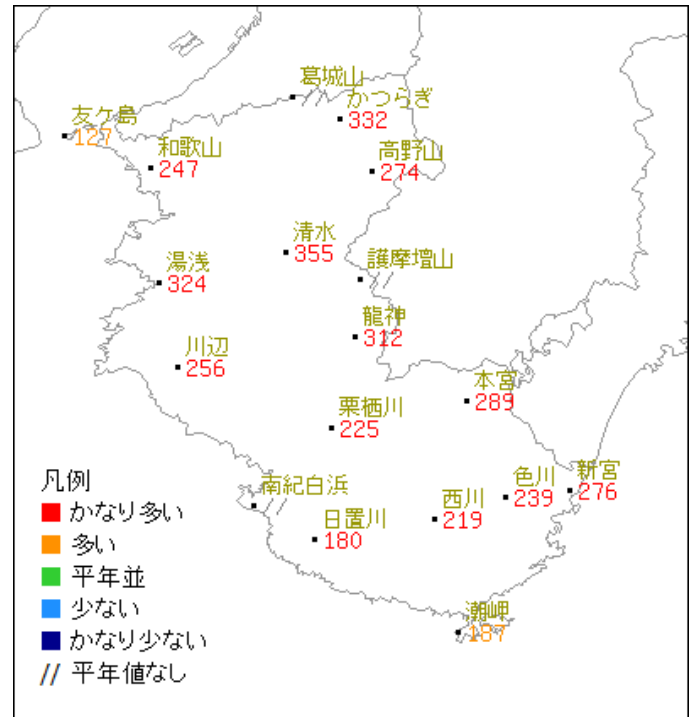 葛城山
//
かつらぎ
332
友ケ島
127
和歌山
247
高野山
274
清水
355
護摩壇山
//
湯浅
324
龍神
312
川辺
256
本宮
289
栗栖川
225
南紀白浜
//
日置川
180
西川
219
色川
239
新宮
276
潮岬
187
凡例
かなり多い
多い
平年並
少ない
かなり少ない
// 平年値なし